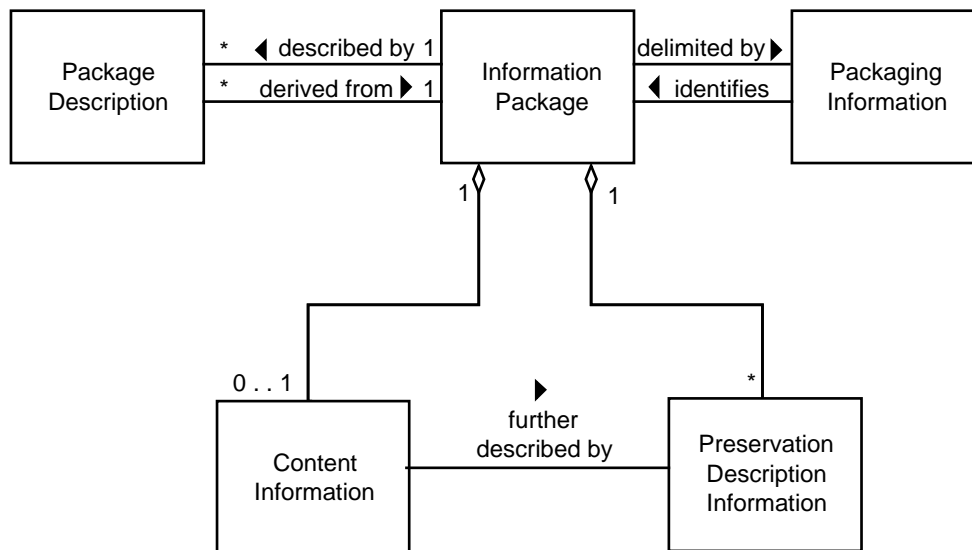 Package
Description
* described by 1
* derived from 1
Information
Package
delimited by
identifies
Packaging
Information
1
1
0 . . 1
*
further
described by
Content
Information
Preservation
Description
Information